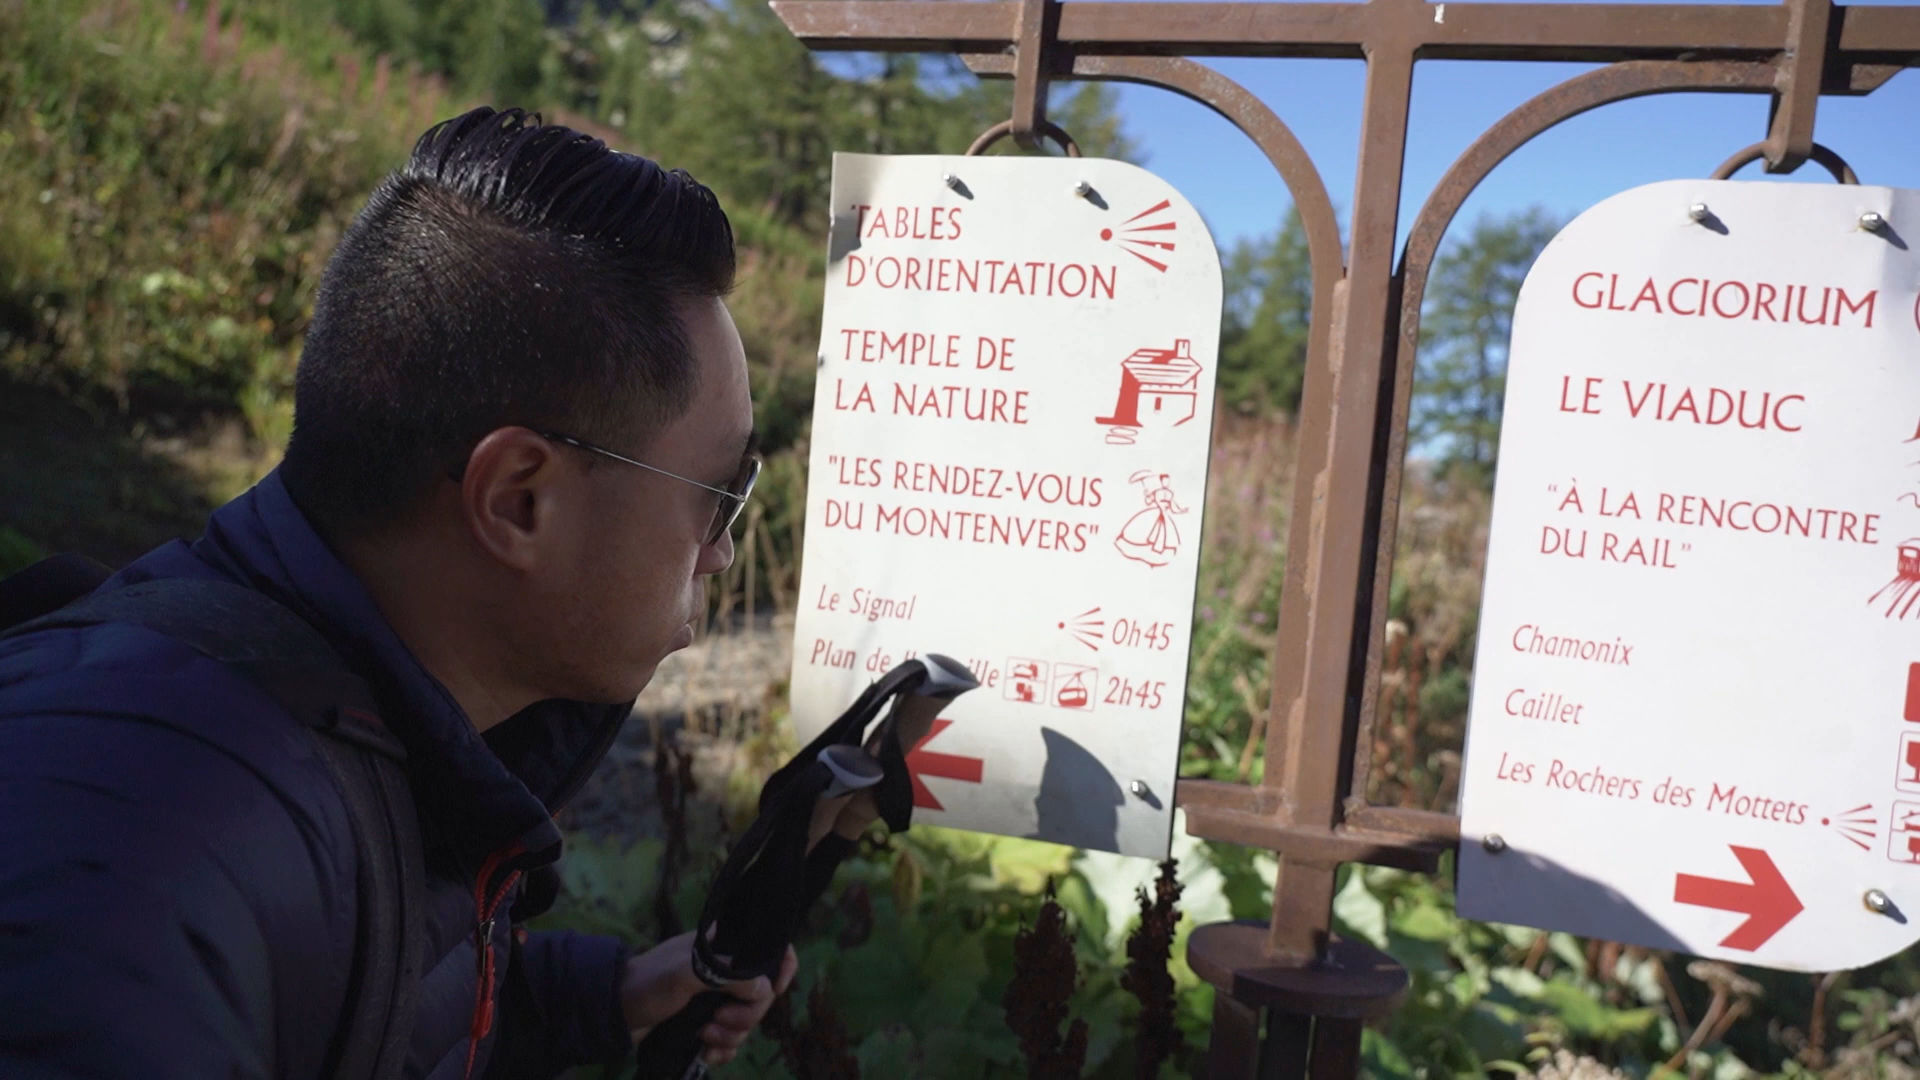 TABLES
D'ORIENTATION
TEMPLE DE
LA NATURE
"LES RENDEZ-VOUS
DU MONTENVERS"
Le Signal 0h45
Plan de 2h45
GLACIORIUM
LE VIADUC
“À LA RENCONTRE
DU RAIL”
Chamonix
Caillet
Les Rochers des Mottets